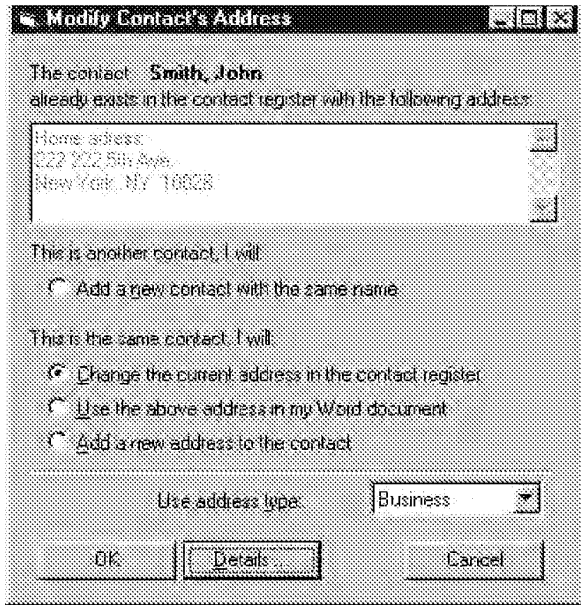 Modify Contact's Address
The contact Smith, John
already exists in the contact register with the following address:
Home adress:
222 222 5th Ave.
New York, NY 10028
This is another contact, I will:
Add a new contact with the same name
This is the same contact, I will:
Change the current address in the contact register
Use the above address in my Word document
Add a new address to the contact
Use address type: Business
OK Details... Cancel